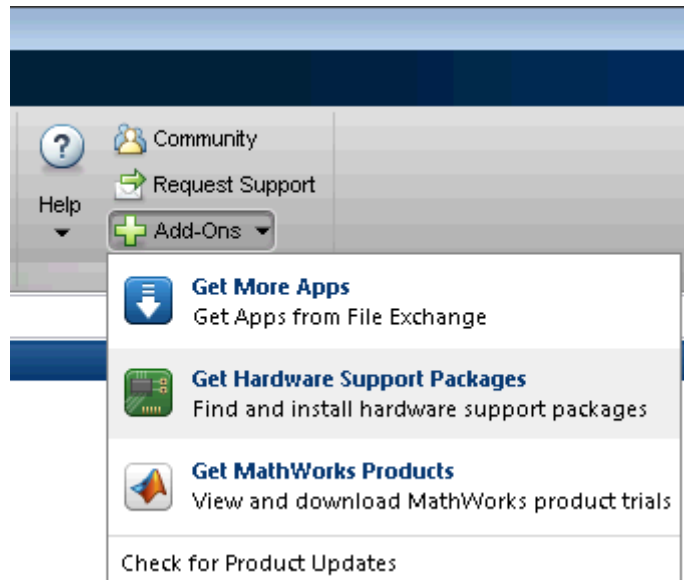 Community
Request Support
Help
Add-Ons
Get More Apps
Get Apps from File Exchange
Get Hardware Support Packages
Find and install hardware support packages
Get MathWorks Products
View and download MathWorks product trials
Check for Product Updates